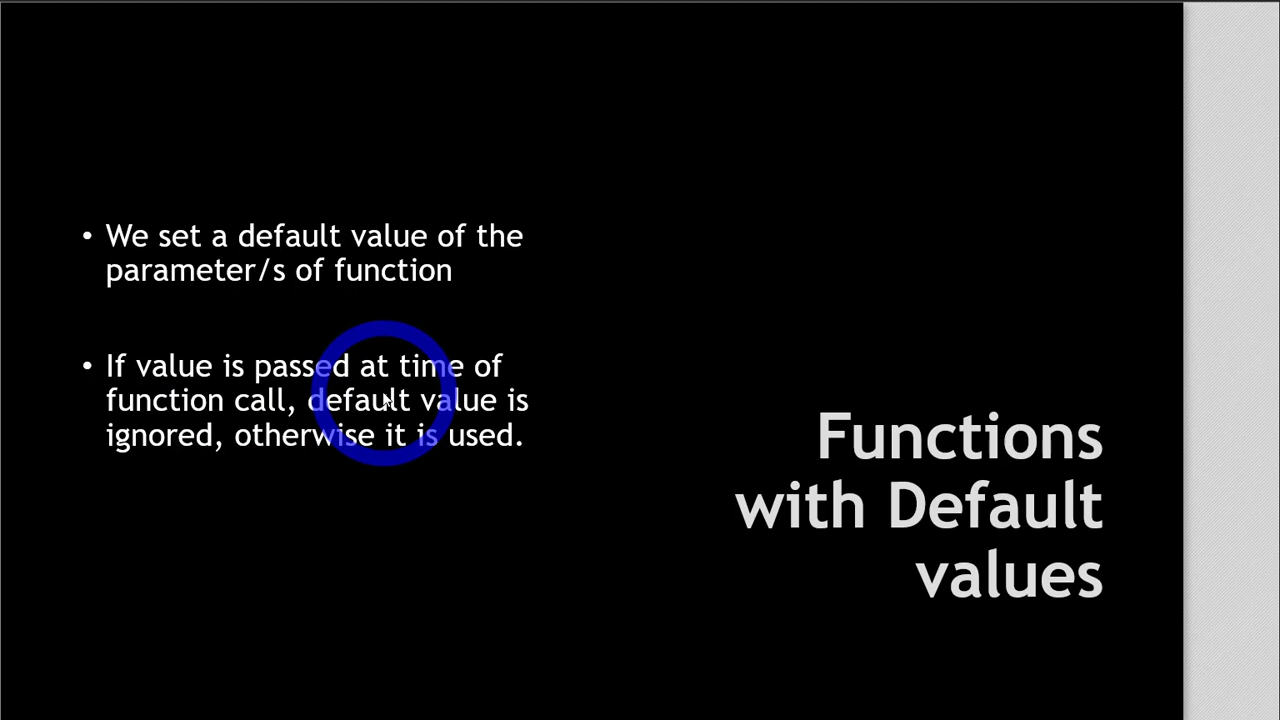 • We set a default value of the
parameter/s of function
• If value is passed at time of
function call, default value is
ignored, otherwise it is used.
Functions
with Default
values